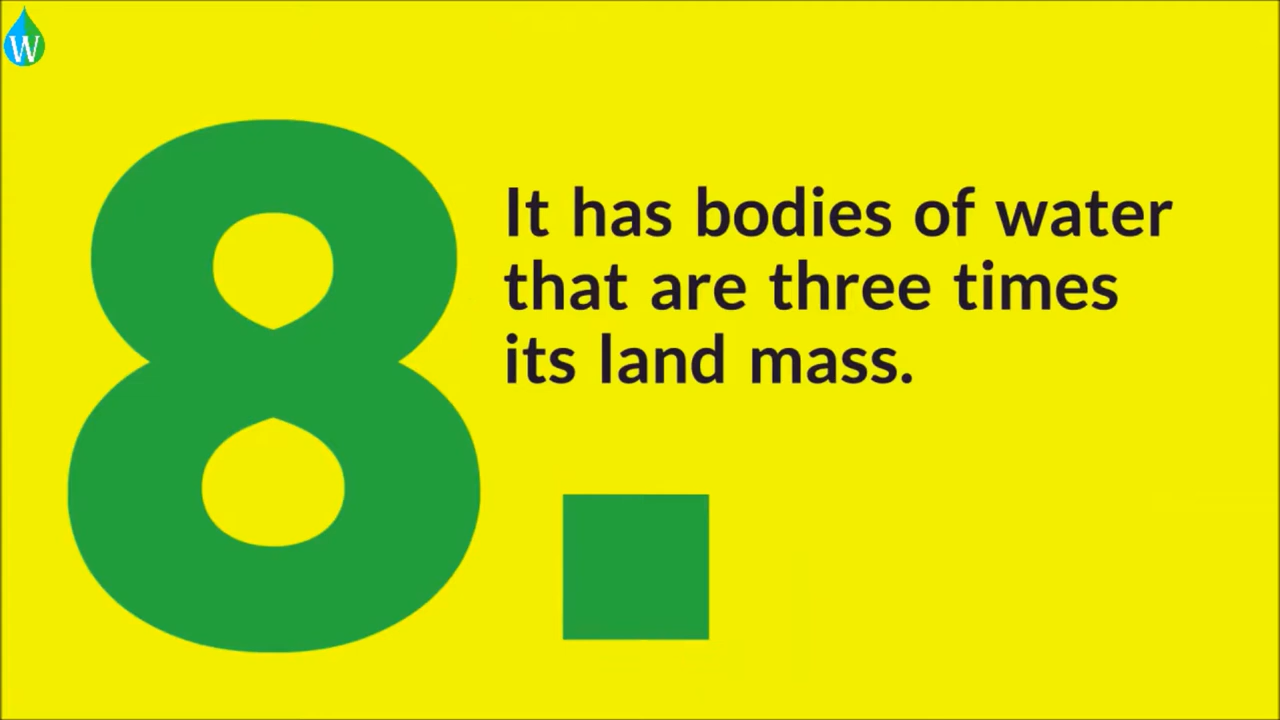 W
8.
It has bodies of water
that are three times
its land mass.